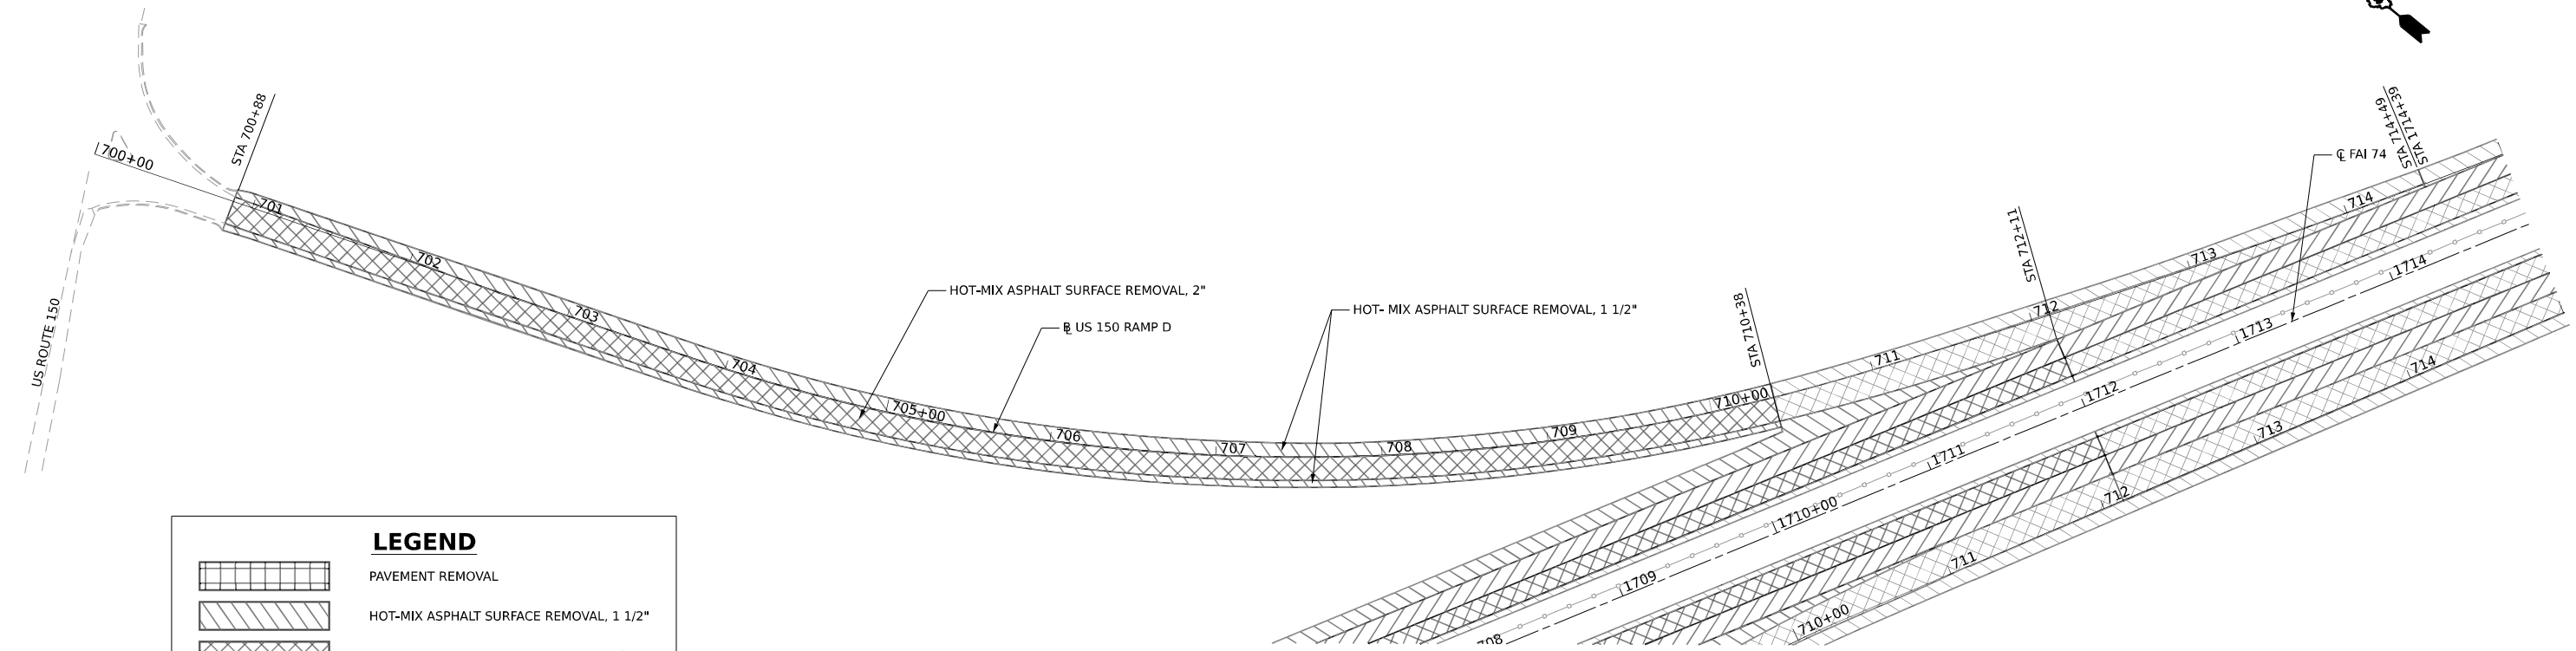 STA 700+88
700+00
US ROUTE 150
701
702
703
704
705+00
706
707
708
709
710+00
711
712
713
714
HOT-MIX ASPHALT SURFACE REMOVAL, 2"
℄ US 150 RAMP D
HOT- MIX ASPHALT SURFACE REMOVAL, 1 1/2"
STA 710+38
STA 712+11
STA 714+49
STA 1714+39
℄ FAI 74
1709
1710+00
1711
1712
1713
1714
710+00
711
712
713
714
LEGEND
PAVEMENT REMOVAL
HOT-MIX ASPHALT SURFACE REMOVAL, 1 1/2"